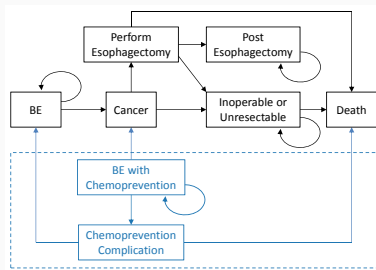 Perform
Esophagectomy
Post
Esophagectomy
BE
Cancer
Inoperable or
Unresectable
Death
BE with
Chemoprevention
Chemoprevention
Complication